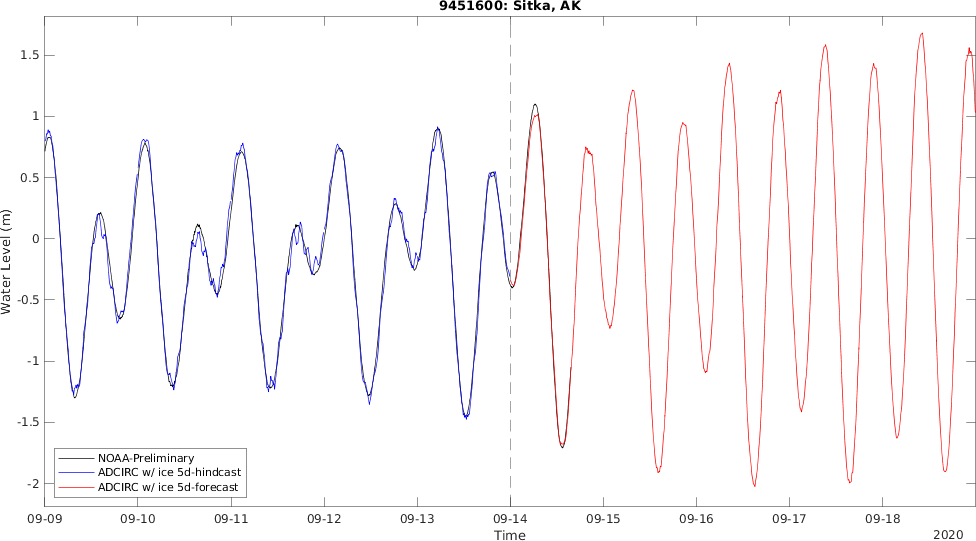 9451600: Sitka, AK
Water Level (m)
1.5
1
0.5
0
-0.5
-1
-1.5
-2
NOAA-Preliminary
ADCIRC w/ ice 5d-hindcast
ADCIRC w/ ice 5d-forecast
09-09 09-10 09-11 09-12 09-13 09-14 09-15 09-16 09-17 09-18
Time
2020